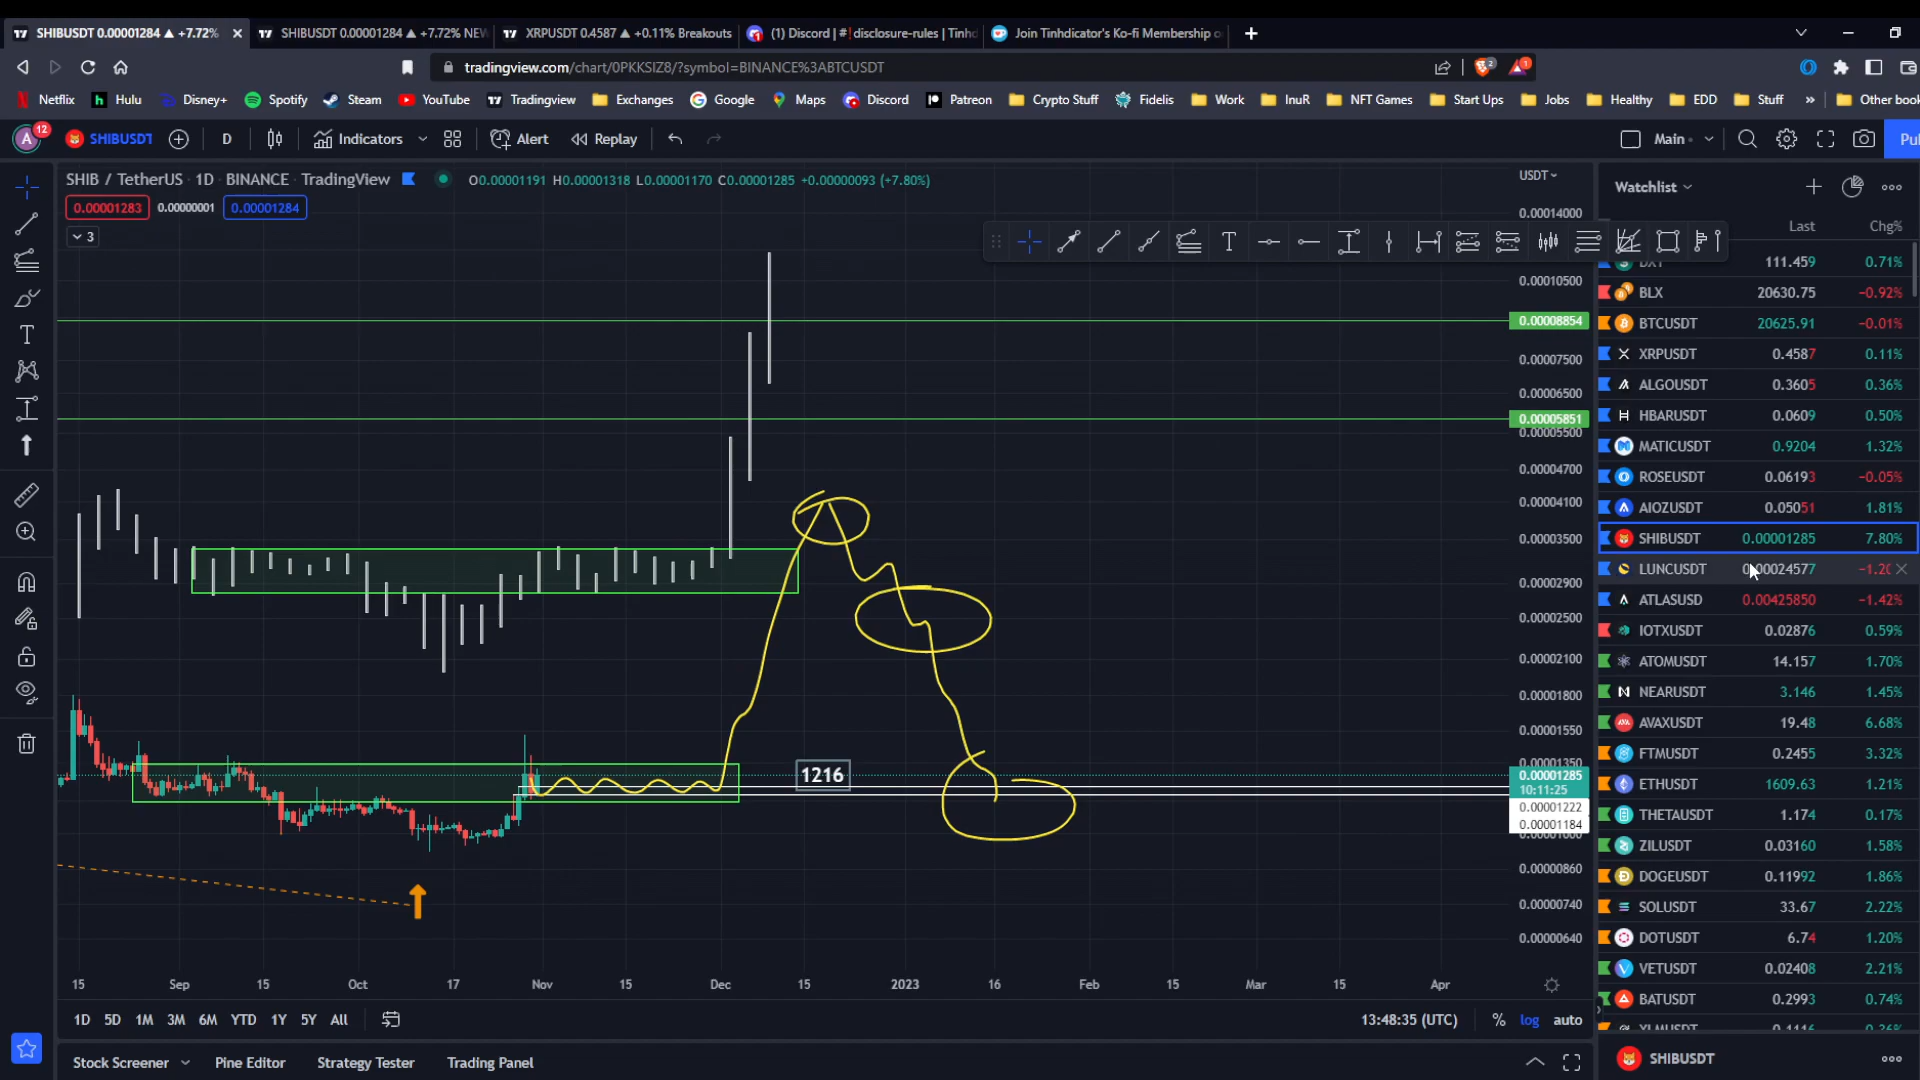 SHIBUSDT 0.00001284 ▲ +7.72%
SHIBUSDT 0.00001284 ▲ +7.72% NEW
XRPUSDT 0.4587 ▲ +0.11% Breakouts
(1) Discord | #❗disclosure-rules | Tinh
Join Tinhdicator's Ko-fi Membership o
tradingview.com/chart/0PKKSIZ8/?symbol=BINANCE%3ABTCUSDT
2
1
Netflix Hulu Disney+ Spotify Steam YouTube Tradingview Exchanges Google Maps Discord Patreon Crypto Stuff Fidelis Work InuR NFT Games Start Ups Jobs Healthy EDD Stuff » Other book
A 12 SHIBUSDT D Indicators Alert Replay Main Pu
SHIB / TetherUS · 1D · BINANCE · TradingView O0.00001191 H0.00001318 L0.00001170 C0.00001285 +0.00000093 (+7.80%)
0.00001283 0.00000001 0.00001284
3
USDT
0.00014000
0.00010500
0.00008854
0.00007500
0.00006500
0.00005851
0.00005500
0.00004700
0.00004100
0.00003500
0.00002900
0.00002500
0.00002100
0.00001800
0.00001550
0.00001350
0.00001285
10:11:25
0.00001222
0.00001184
0.00000860
0.00000740
0.00000640
1216
15 Sep 15 Oct 17 Nov 15 Dec 15 2023 16 Feb 15 Mar 15 Apr
1D 5D 1M 3M 6M YTD 1Y 5Y All
13:48:35 (UTC) % log auto
Stock Screener Pine Editor Strategy Tester Trading Panel
Watchlist
Last Chg%
DXY 111.459 0.71%
BLX 20630.75 −0.92%
BTCUSDT 20625.91 −0.01%
XRPUSDT 0.4587 0.11%
ALGOUSDT 0.3605 0.36%
HBARUSDT 0.0609 0.50%
MATICUSDT 0.9204 1.32%
ROSEUSDT 0.06193 −0.05%
AIOZUSDT 0.05051 1.81%
SHIBUSDT 0.00001285 7.80%
LUNCUSDT 0.00024577 −1.20
ATLASUSD 0.00425850 −1.42%
IOTXUSDT 0.02876 0.59%
ATOMUSDT 14.157 1.70%
NEARUSDT 3.146 1.45%
AVAXUSDT 19.48 6.68%
FTMUSDT 0.2455 3.32%
ETHUSDT 1609.63 1.21%
THETAUSDT 1.174 0.17%
ZILUSDT 0.03160 1.58%
DOGEUSDT 0.11992 1.86%
SOLUSDT 33.67 2.22%
DOTUSDT 6.74 1.20%
VETUSDT 0.02408 2.21%
BATUSDT 0.2993 0.74%
SHIBUSDT